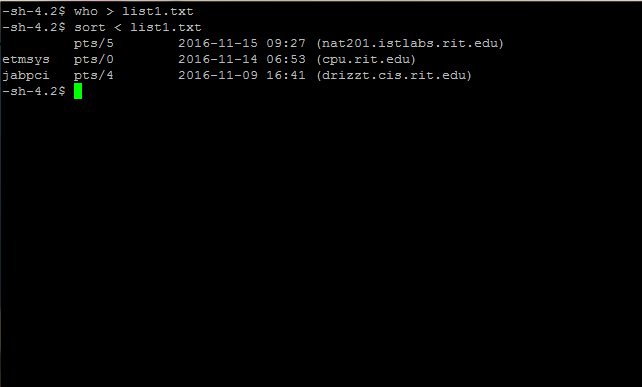 -sh-4.2$ who > list1.txt
-sh-4.2$ sort < list1.txt
         pts/5        2016-11-15 09:27 (nat201.istlabs.rit.edu)
etmsys   pts/0        2016-11-14 06:53 (cpu.rit.edu)
jabpci   pts/4        2016-11-09 16:41 (drizzt.cis.rit.edu)
-sh-4.2$